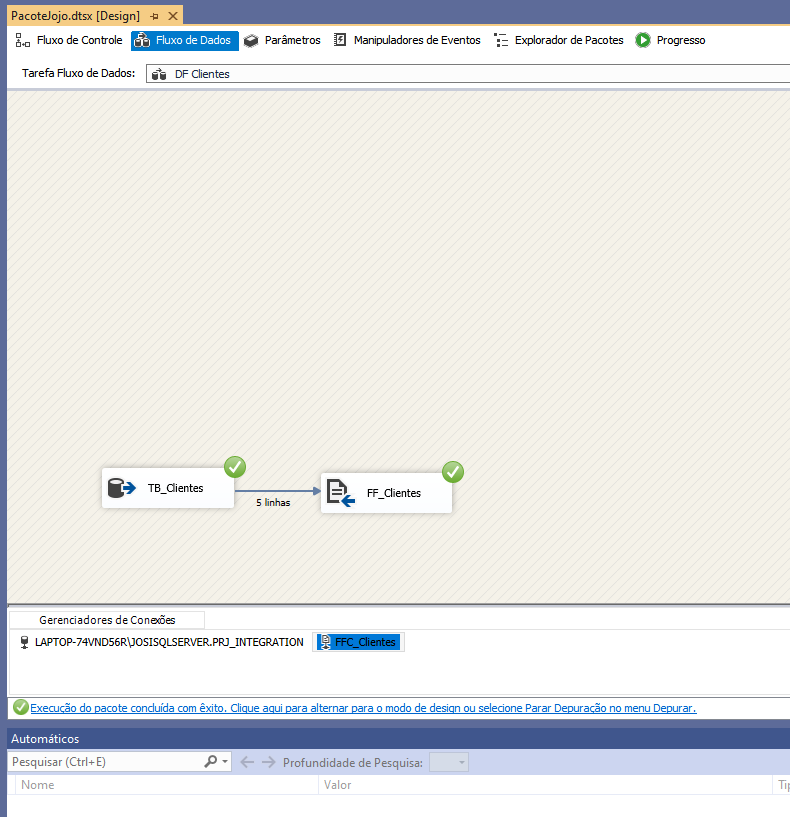 PacoteJojo.dtsx [Design]
Fluxo de Controle Fluxo de Dados Parâmetros Manipuladores de Eventos Explorador de Pacotes Progresso
Tarefa Fluxo de Dados: DF Clientes
TB_Clientes
5 linhas
FF_Clientes
Gerenciadores de Conexões
LAPTOP-74VND56R\JOSISQLSERVER.PRJ_INTEGRATION FFC_Clientes
Execução do pacote concluída com êxito. Clique aqui para alternar para o modo de design ou selecione Parar Depuração no menu Depurar.
Automáticos
Pesquisar (Ctrl+E) Profundidade de Pesquisa:
Nome Valor Tip